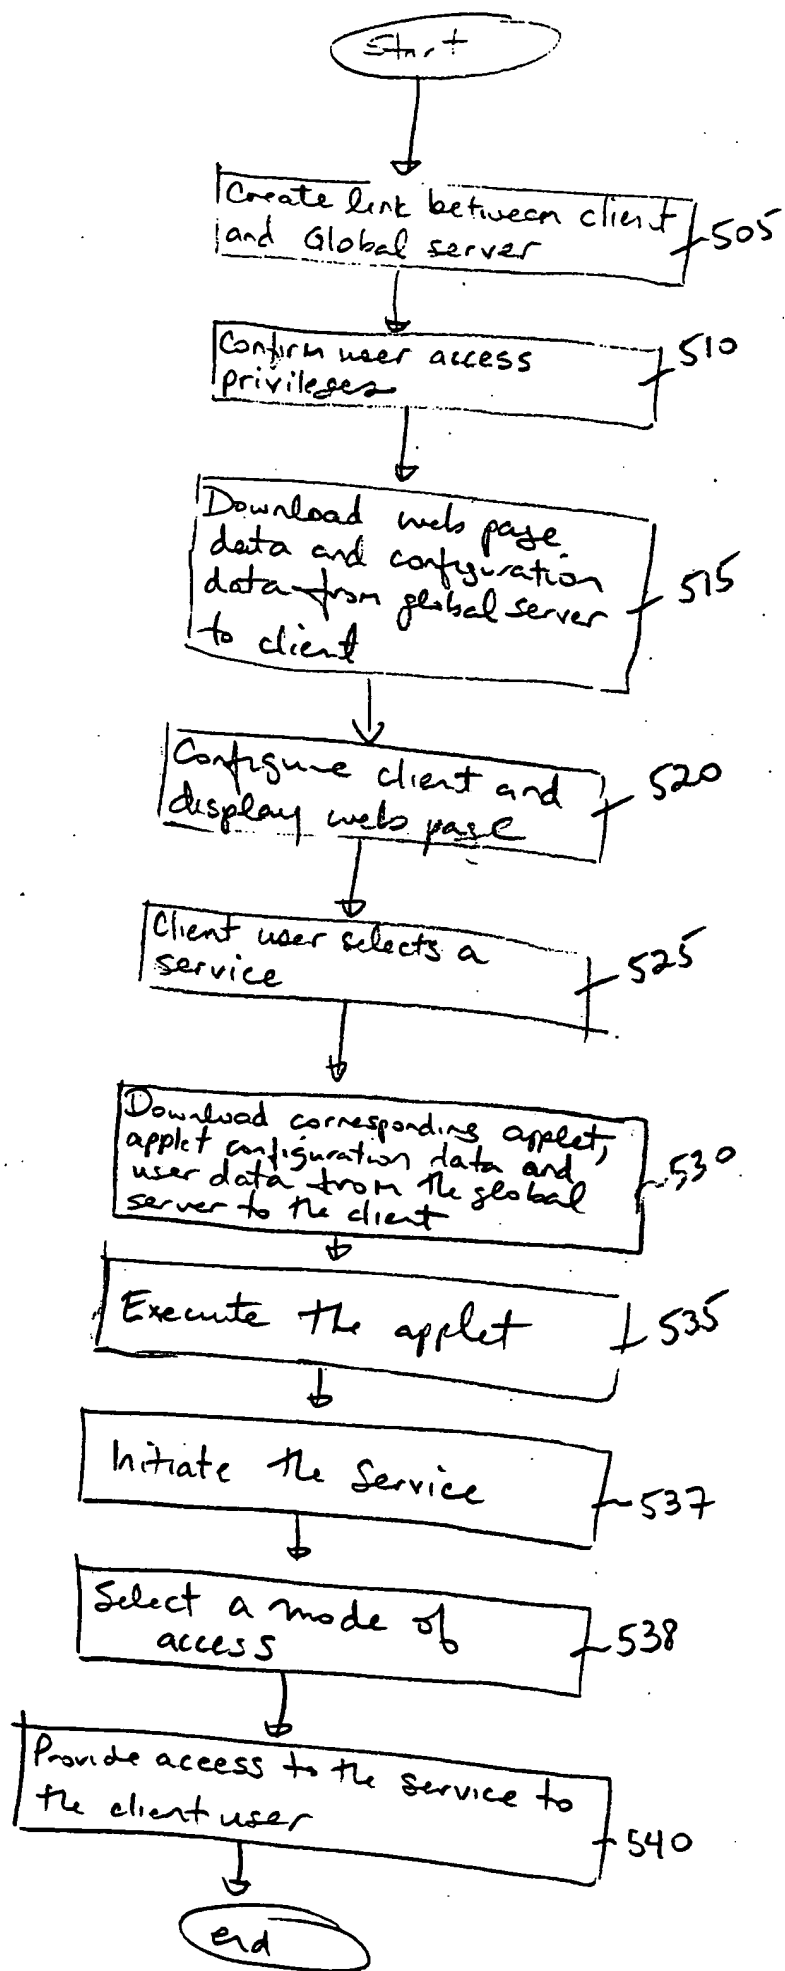 Start
Create link between client
and Global server
505
Confirm user access
privileges
510
Download web page
data and configuration
data from global server
to client
515
Configure client and
display web page
520
Client user selects a
service
525
Download corresponding applet,
applet configuration data and
user data from the global
server to the client
530
Execute the applet
535
Initiate the Service
537
Select a mode of
access
538
Provide access to the service to
the client user
540
end